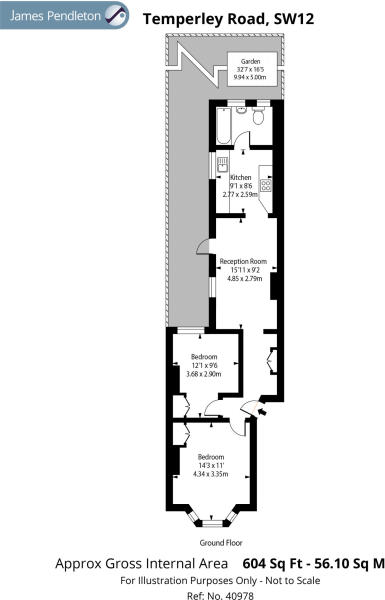 James Pendleton
Temperley Road, SW12
Garden
32'7 x 16'5
9.94 x 5.00m
Kitchen
9'1 x 8'6
2.77 x 2.59m
Reception Room
15'11 x 9'2
4.85 x 2.79m
Bedroom
12'1 x 9'6
3.68 x 2.90m
Bedroom
14'3 x 11'
4.34 x 3.35m
Ground Floor
Approx Gross Internal Area 604 Sq Ft - 56.10 Sq M
For Illustration Purposes Only - Not to Scale
Ref: No. 40978